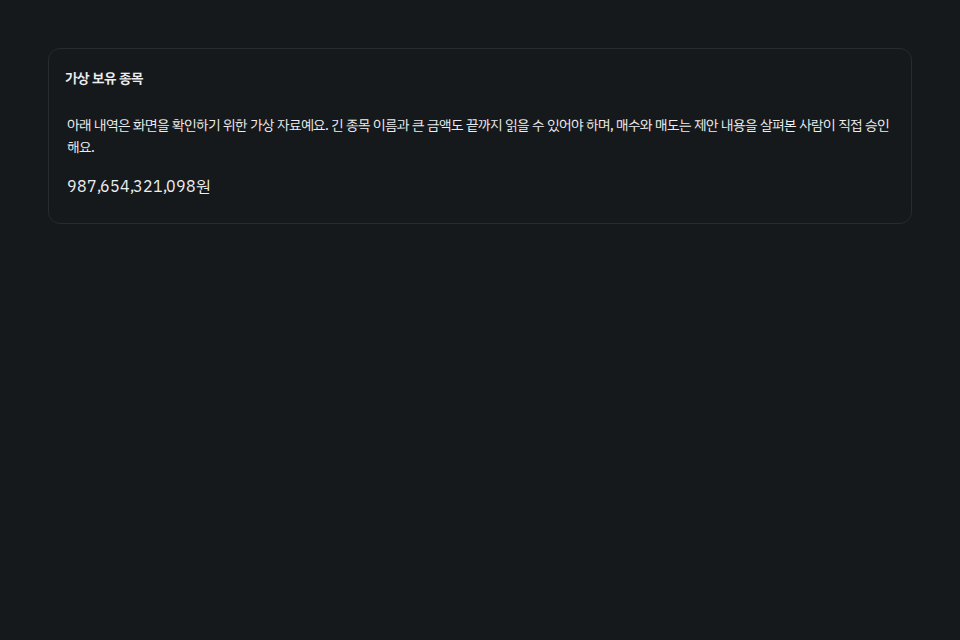 가상 보유 종목
아래 내역은 화면을 확인하기 위한 가상 자료예요. 긴 종목 이름과 큰 금액도 끝까지 읽을 수 있어야 하며, 매수와 매도는 제안 내용을 살펴본 사람이 직접 승인
해요.
987,654,321,098원